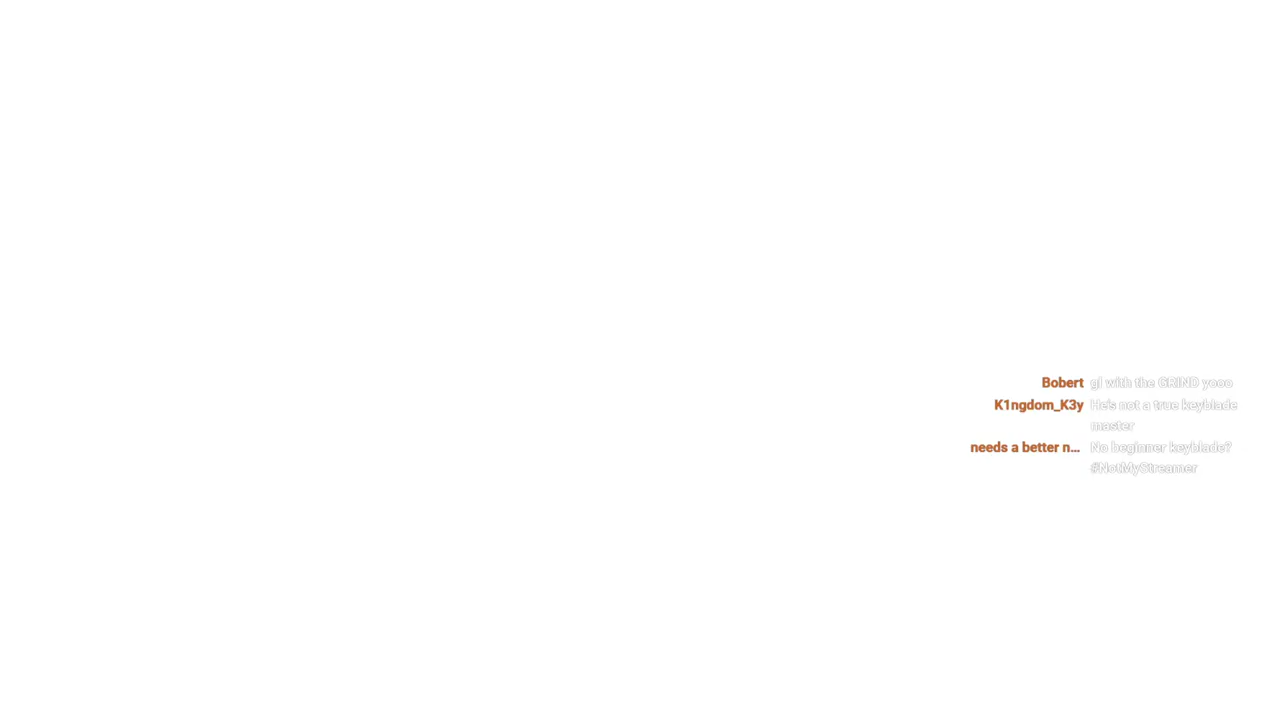 Bobert gl with the GRIND yooo
K1ngdom_K3y He's not a true keyblade
master
needs a better n... No beginner keyblade?
#NotMyStreamer